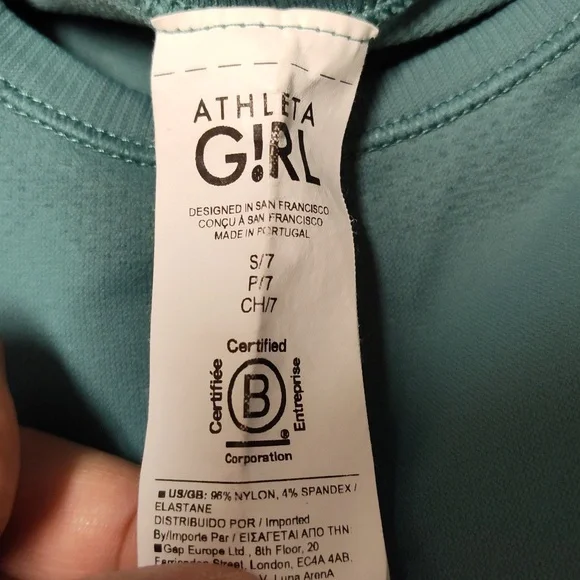 ATHLETA
G!RL
DESIGNED IN SAN FRANCISCO
CONÇU À SAN FRANCISCO
MADE IN PORTUGAL
S/7
P/7
CH/7
Certified
Certifiée
B
Entreprise
®
Corporation
■ US/GB: 96% NYLON, 4% SPANDEX /
ELASTANE
DISTRIBUIDO POR / Imported
By/Importe Par / ΕΙΣΑΓΕΤΑΙ ΑΠΟ ΤΗΝ:
■ Gap Europe Ltd., 8th Floor, 20
Farringdon Street, London, EC4A 4AB,
V, Luna ArenA